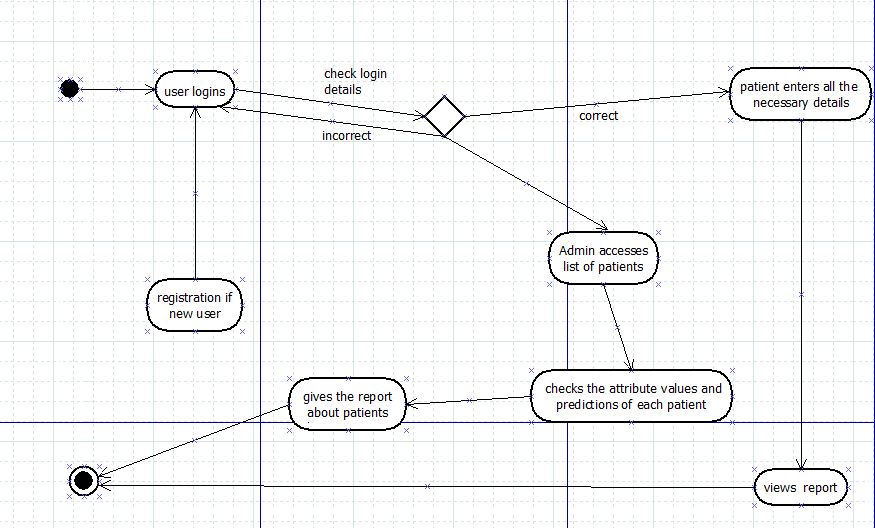 user logins
check login
details
incorrect
correct
patient enters all the
necessary details
Admin accesses
list of patients
registration if
new user
gives the report
about patients
checks the attribute values and
predictions of each patient
views report